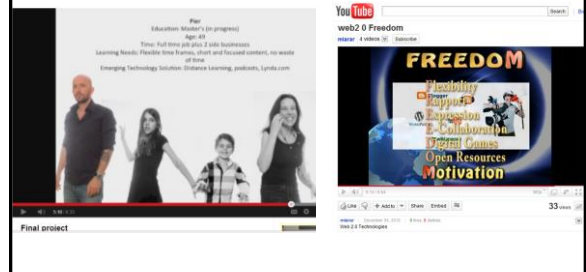 Pier
Education: Master's (in progress)
Age: 49
Time: Full time job plus 2 side businesses
Learning Needs: Flexible time frames, short and focused content, no waste
of time
Emerging Technology Solution: Distance Learning, podcasts, Lynda.com
Final project
YouTube
Search
web2 0 Freedom
4 videos
Subscribe
FREEDOM
Flexibility
Rapport
Expression
E-Collaboration
Digital Games
Open Resources
Motivation
Like
Add to
Share
Embed
33 views
Web 2.0 Technologies